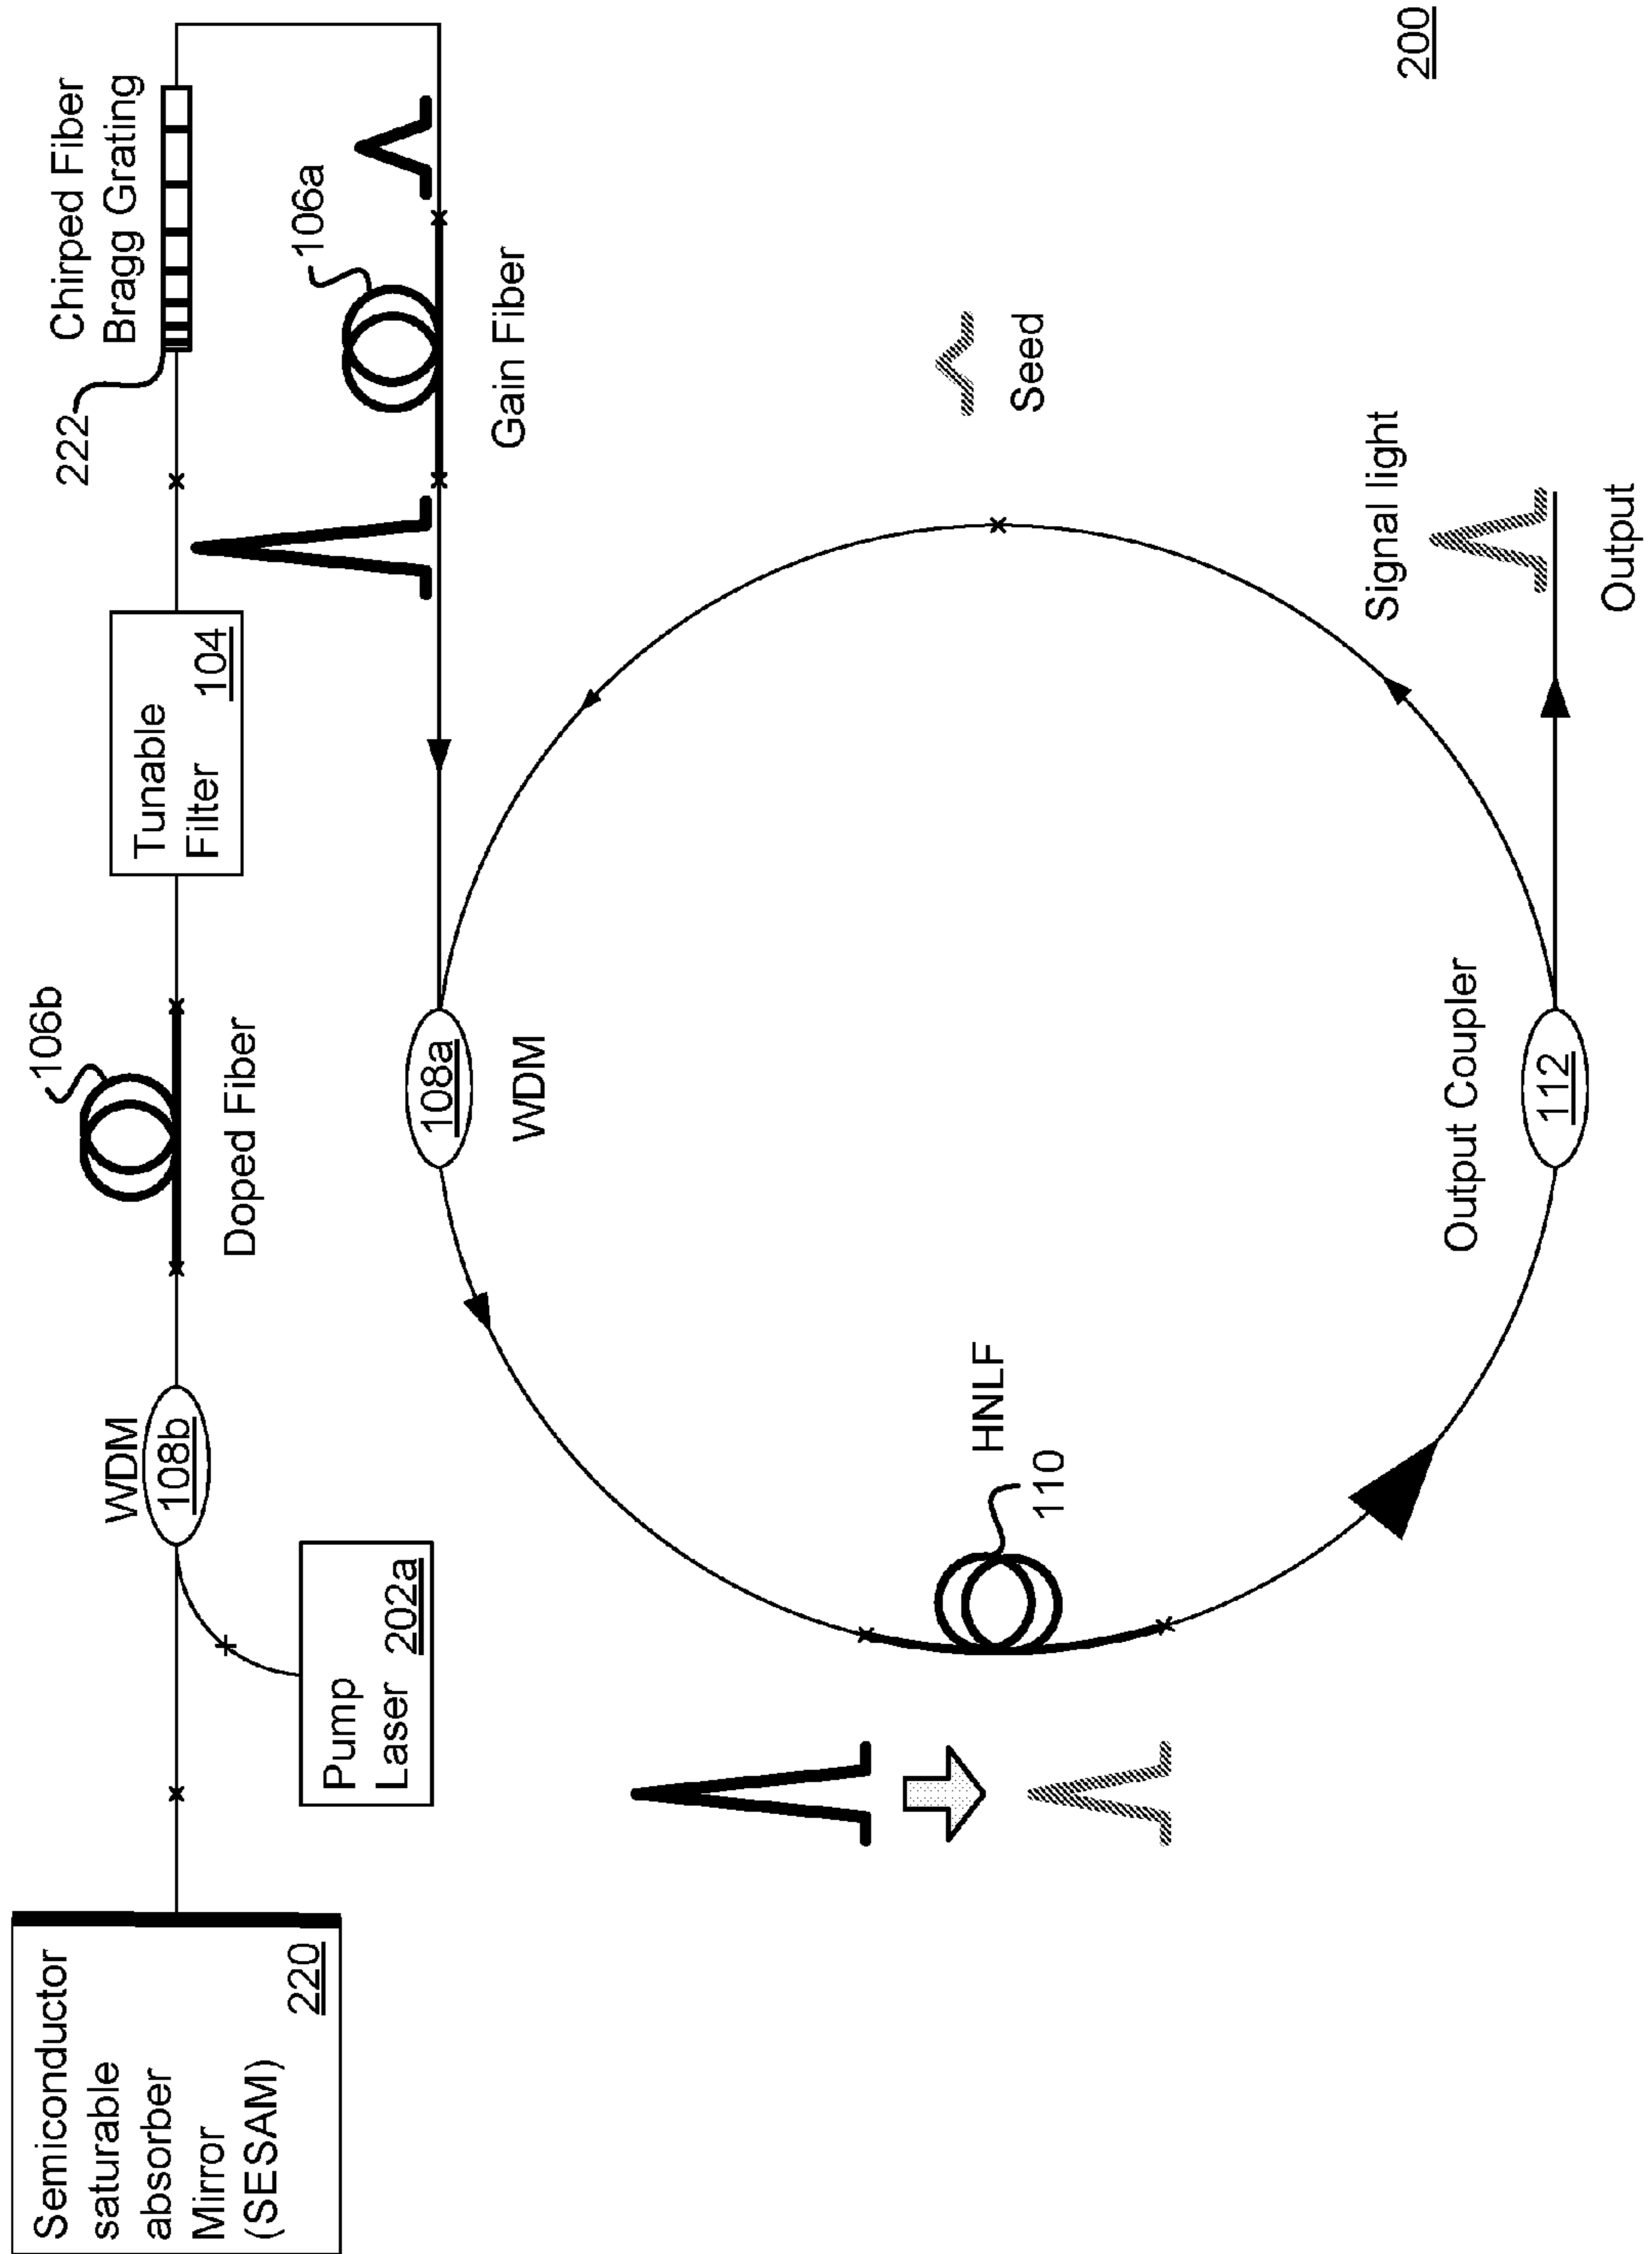 Semiconductor
saturable
absorber
Mirror
(SESAM)
220
WDM
108b
Pump
Laser 202a
106b
Doped Fiber
Tunable
Filter 104
222
Chirped Fiber
Bragg Grating
106a
Gain Fiber
108a
WDM
HNLF
110
Seed
Output Coupler
112
Signal light
Output
200